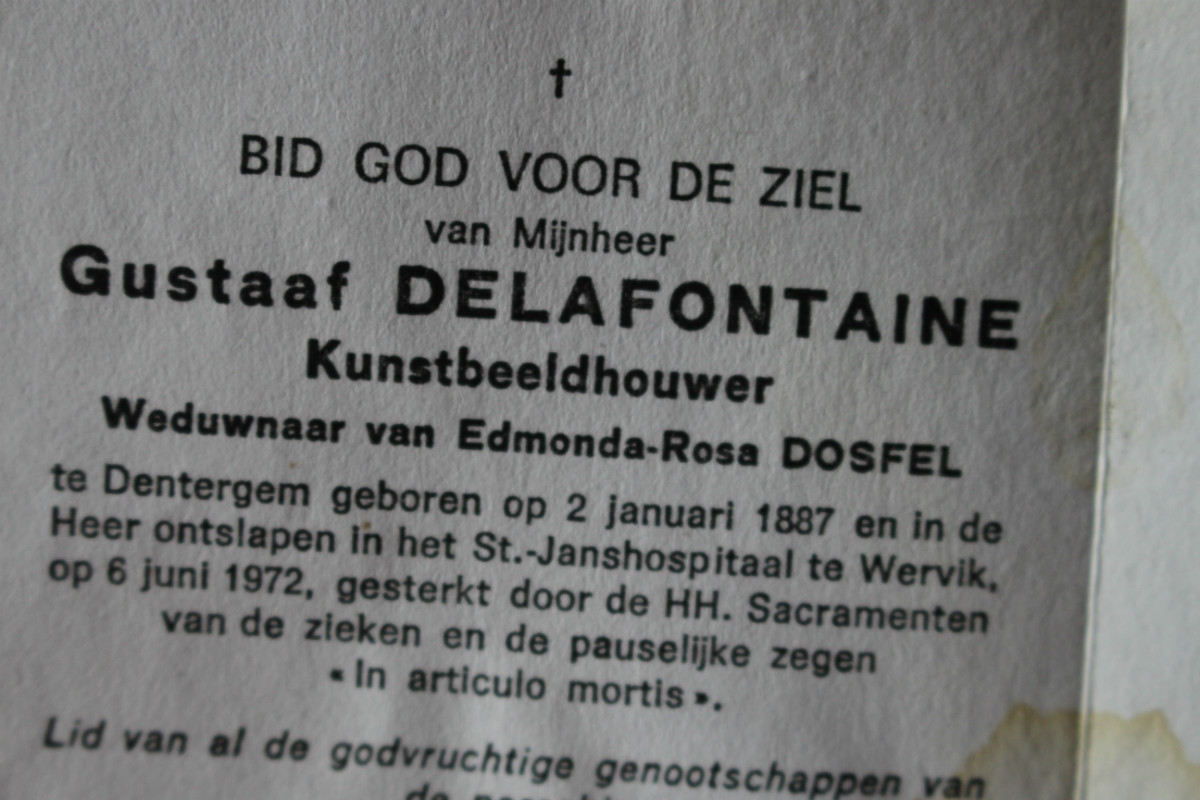 †
BID GOD VOOR DE ZIEL
van Mijnheer
Gustaaf DELAFONTAINE
Kunstbeeldhouwer
Weduwnaar van Edmonda-Rosa DOSFEL
te Dentergem geboren op 2 januari 1887 en in de
Heer ontslapen in het St.-Janshospitaal te Wervik,
op 6 juni 1972, gesterkt door de HH. Sacramenten
van de zieken en de pauselijke zegen
« In articulo mortis ».
Lid van al de godvruchtige genootschappen van
de